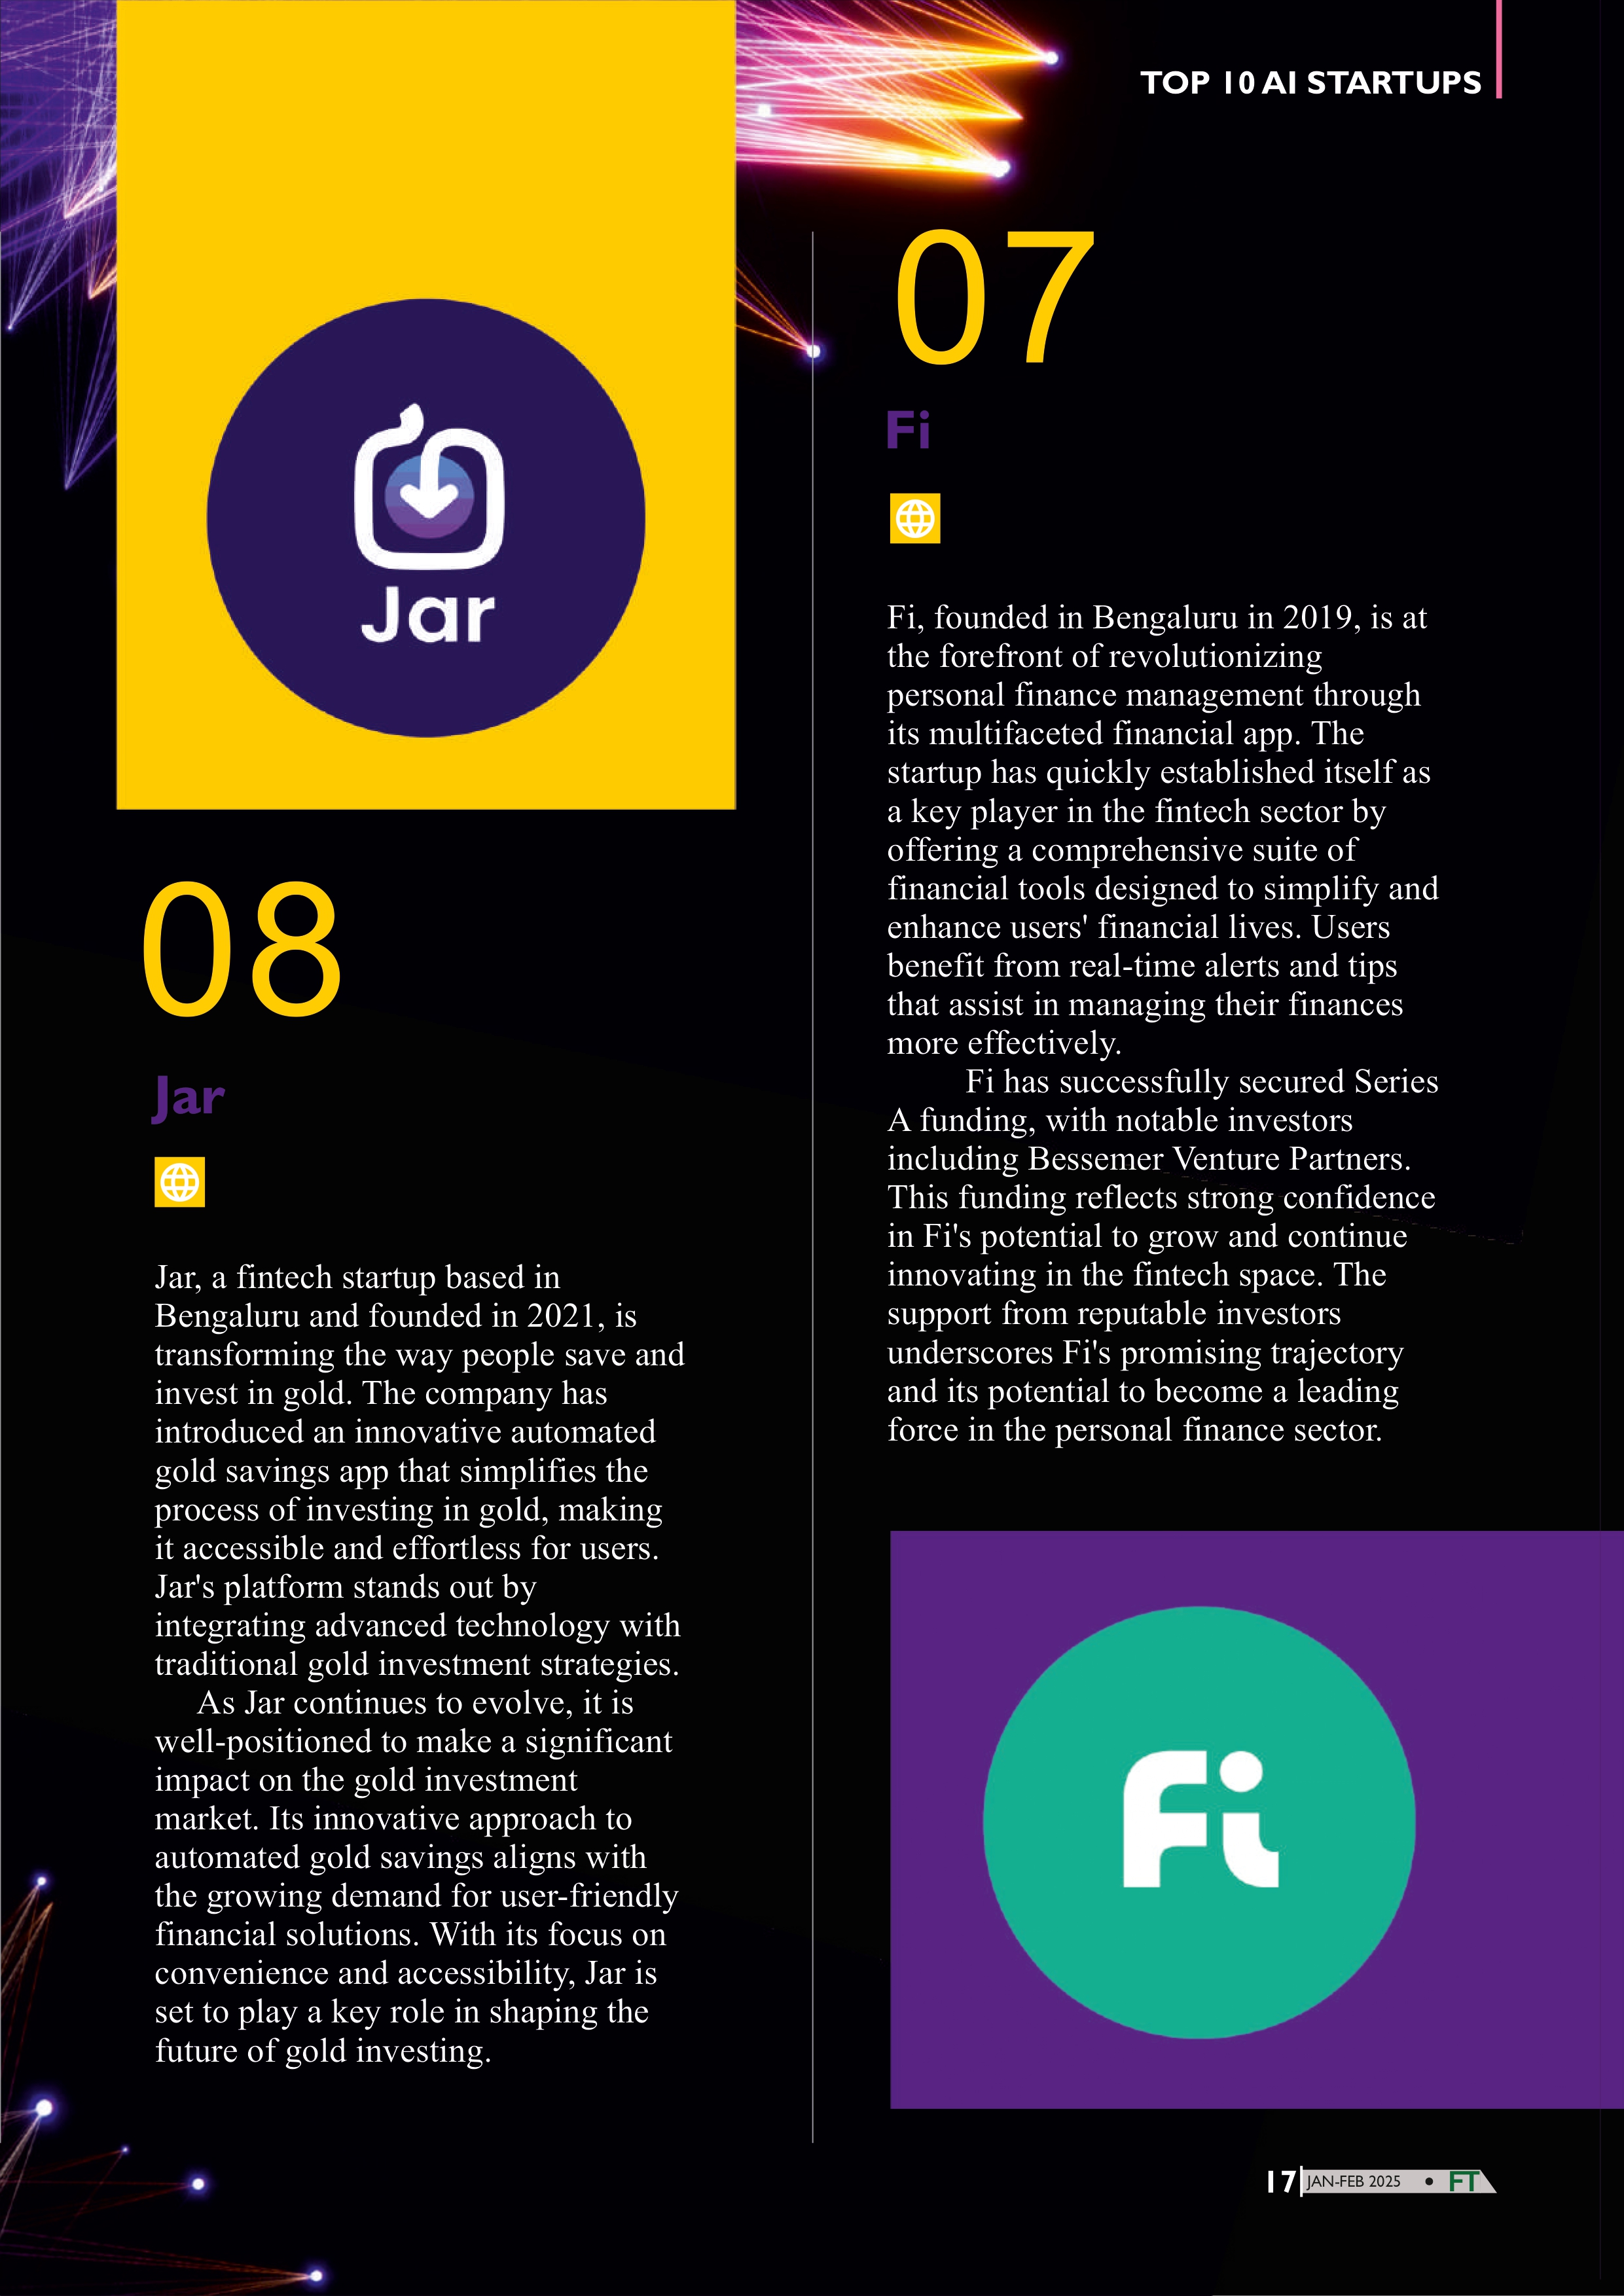 TOP 10 AI STARTUPS
Jar
08
Jar
Jar, a fintech startup based in
Bengaluru and founded in 2021, is
transforming the way people save and
invest in gold. The company has
introduced an innovative automated
gold savings app that simplifies the
process of investing in gold, making
it accessible and effortless for users.
Jar's platform stands out by
integrating advanced technology with
traditional gold investment strategies.
As Jar continues to evolve, it is
well-positioned to make a significant
impact on the gold investment
market. Its innovative approach to
automated gold savings aligns with
the growing demand for user-friendly
financial solutions. With its focus on
convenience and accessibility, Jar is
set to play a key role in shaping the
future of gold investing.
07
Fi
Fi, founded in Bengaluru in 2019, is at
the forefront of revolutionizing
personal finance management through
its multifaceted financial app. The
startup has quickly established itself as
a key player in the fintech sector by
offering a comprehensive suite of
financial tools designed to simplify and
enhance users' financial lives. Users
benefit from real-time alerts and tips
that assist in managing their finances
more effectively.
Fi has successfully secured Series
A funding, with notable investors
including Bessemer Venture Partners.
This funding reflects strong confidence
in Fi's potential to grow and continue
innovating in the fintech space. The
support from reputable investors
underscores Fi's promising trajectory
and its potential to become a leading
force in the personal finance sector.
Fi
17 JAN-FEB 2025 • FT